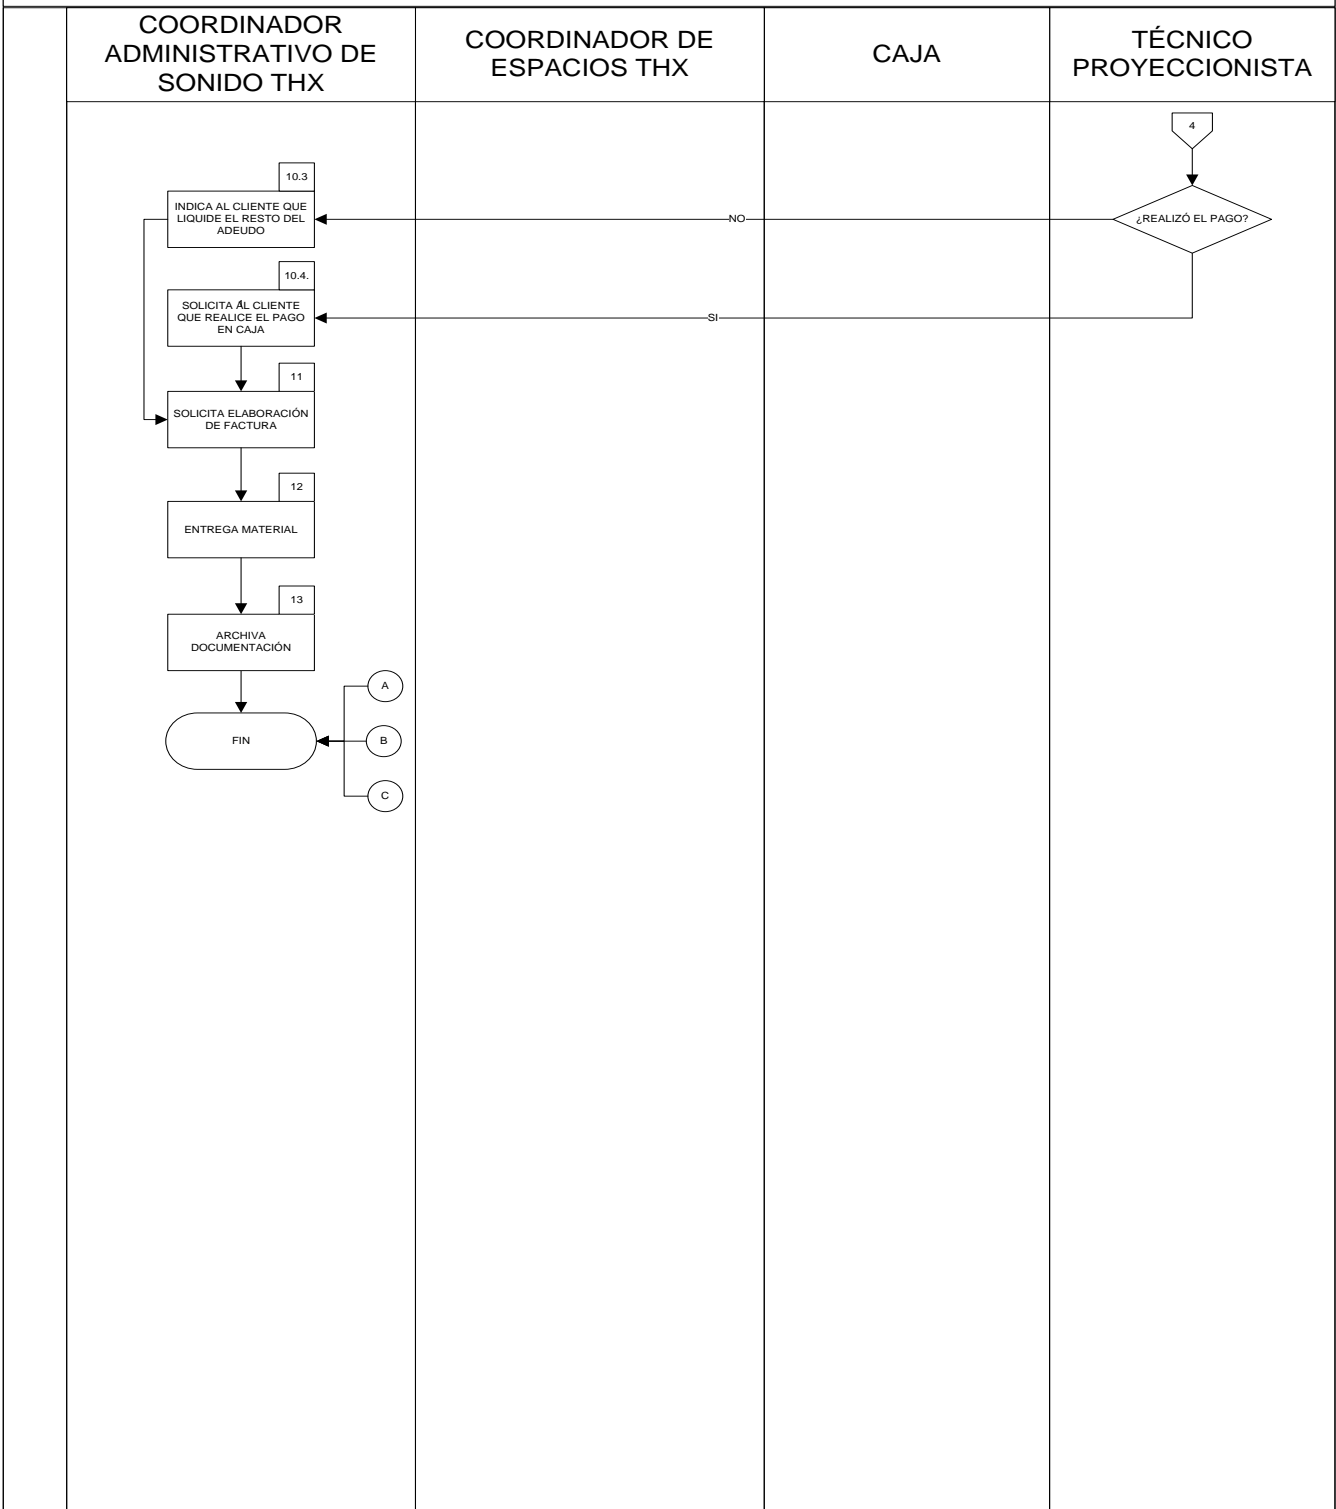 COORDINADOR
ADMINISTRATIVO DE
SONIDO THX
COORDINADOR DE
ESPACIOS THX
CAJA
TÉCNICO
PROYECCIONISTA
4
¿REALIZÓ EL PAGO?
NO
10.3
INDICA AL CLIENTE QUE
LIQUIDE EL RESTO DEL
ADEUDO
SI
10.4.
SOLICITA AL CLIENTE
QUE REALICE EL PAGO
EN CAJA
11
SOLICITA ELABORACIÓN
DE FACTURA
12
ENTREGA MATERIAL
13
ARCHIVA
DOCUMENTACIÓN
A
FIN
B
C